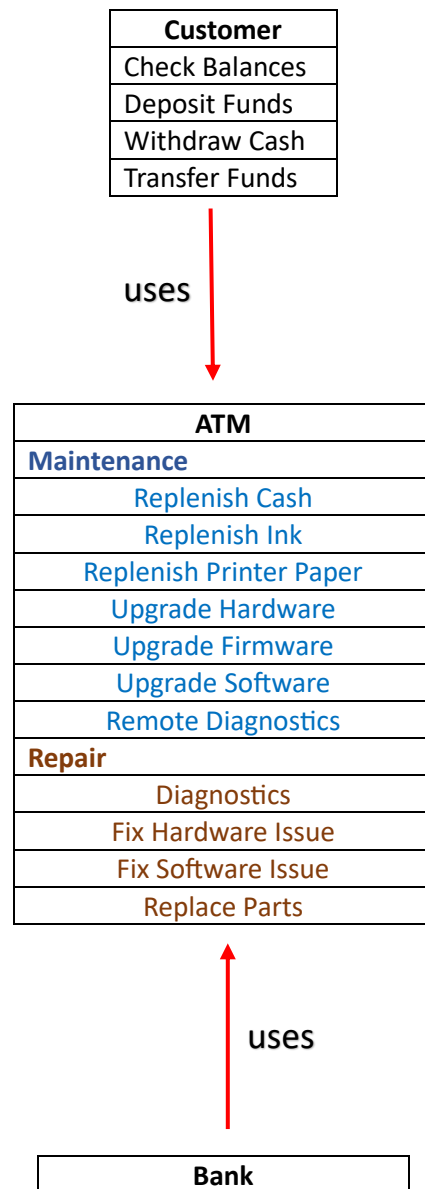 Customer
Check Balances
Deposit Funds
Withdraw Cash
Transfer Funds
uses
ATM
Maintenance
Replenish Cash
Replenish Ink
Replenish Printer Paper
Upgrade Hardware
Upgrade Firmware
Upgrade Software
Remote Diagnostics
Repair
Diagnostics
Fix Hardware Issue
Fix Software Issue
Replace Parts
uses
Bank